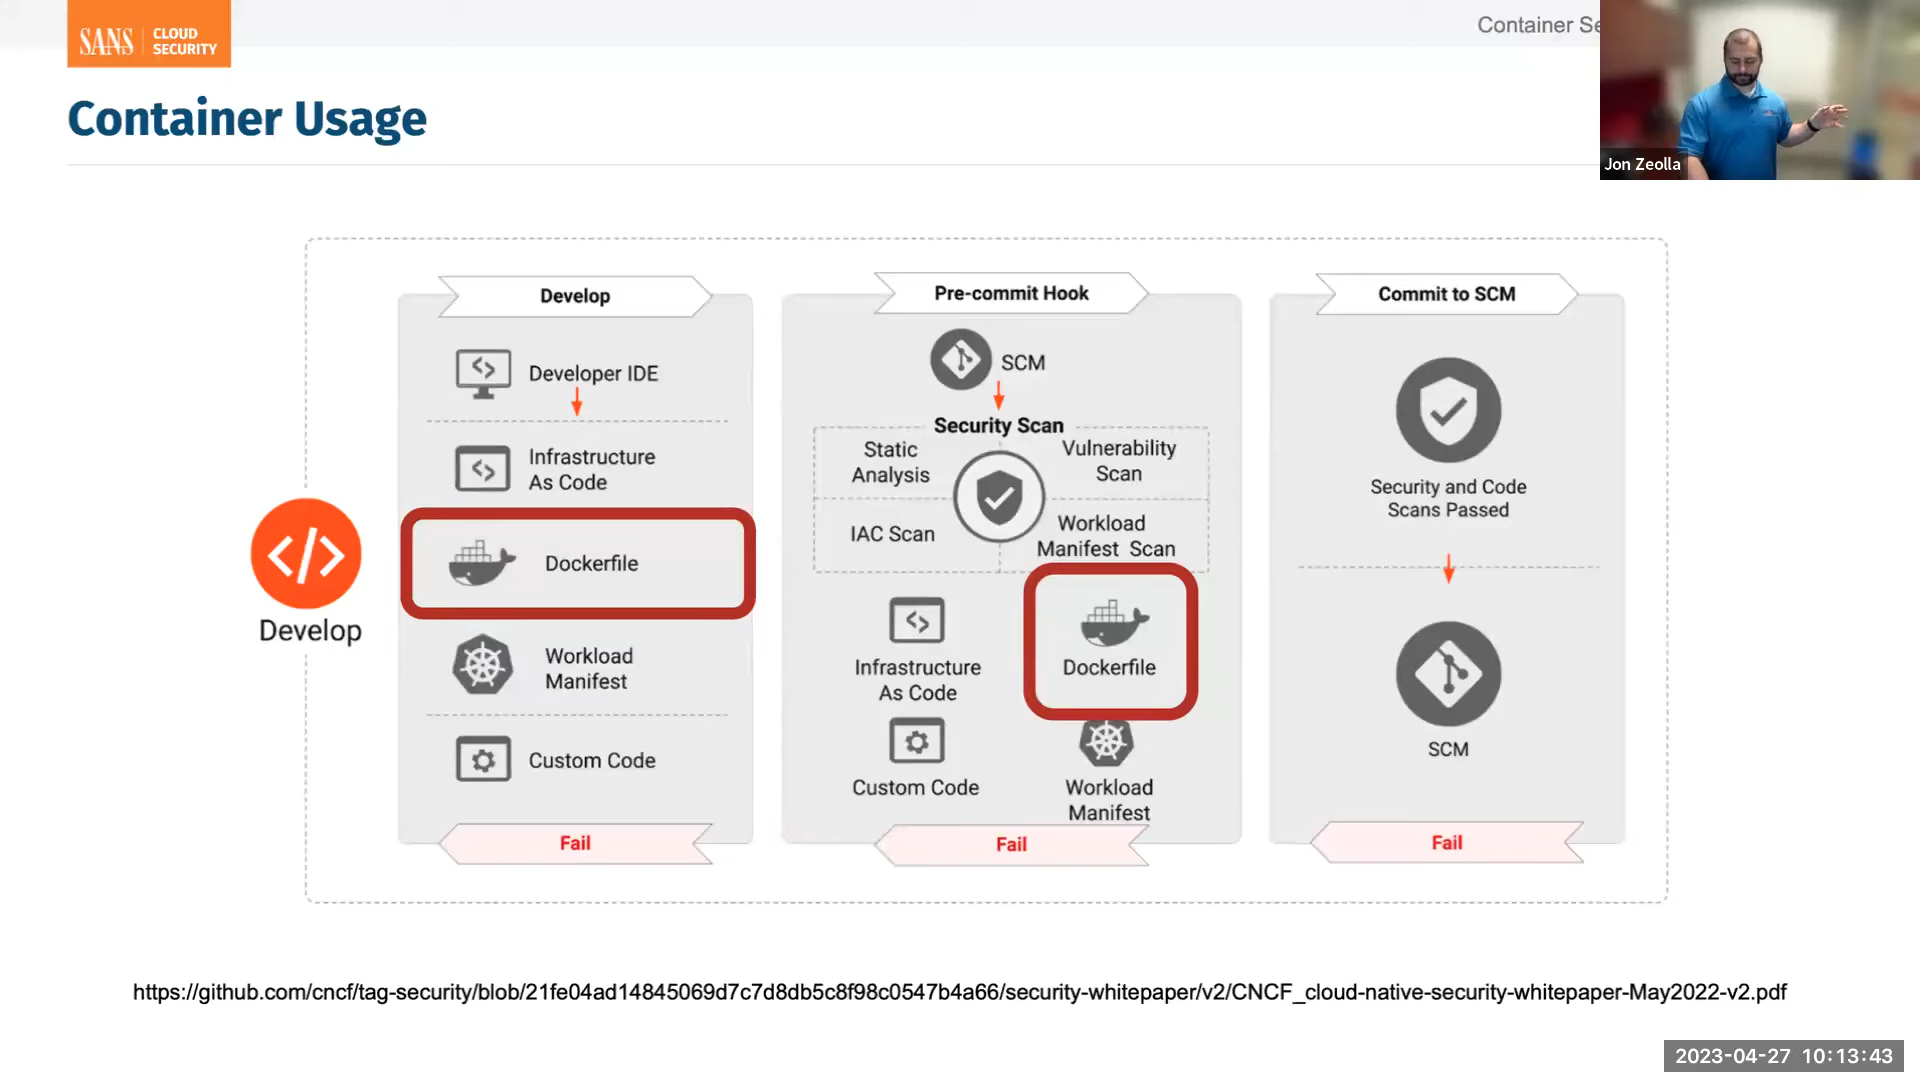 SANS
CLOUD
SECURITY
Container
Jon Zeolla
Container Usage
Develop
Develop
Developer IDE
Infrastructure
As Code
Dockerfile
Workload
Manifest
Custom Code
Fail
Pre-commit Hook
SCM
Security Scan
Static
Analysis
Vulnerability
Scan
IAC Scan
Workload
Manifest Scan
Infrastructure
As Code
Dockerfile
Custom Code
Workload
Manifest
Fail
Commit to SCM
Security and Code
Scans Passed
SCM
Fail
https://github.com/cncf/tag-security/blob/21fe04ad14845069d7c7d8db5c8f98c0547b4a66/security-whitepaper/v2/CNCF_cloud-native-security-whitepaper-May2022-v2.pdf
2023-04-27 10:13:43